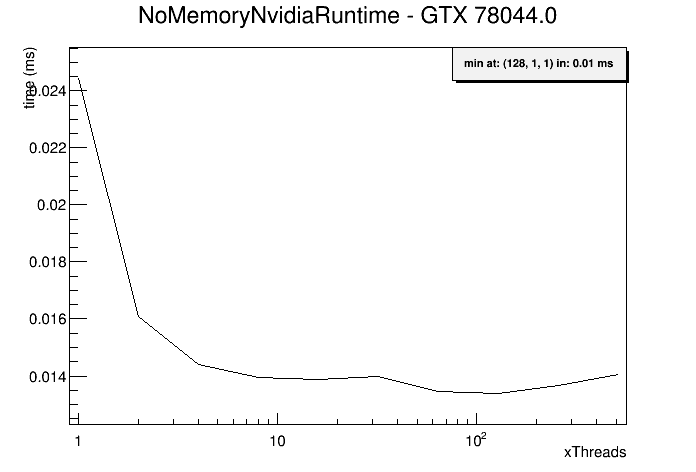 NoMemoryNvidiaRuntime - GTX 78044.0
time (ms)
min at: (128, 1, 1) in: 0.01 ms
0.024
0.022
0.02
0.018
0.016
0.014
1
10
10²
xThreads